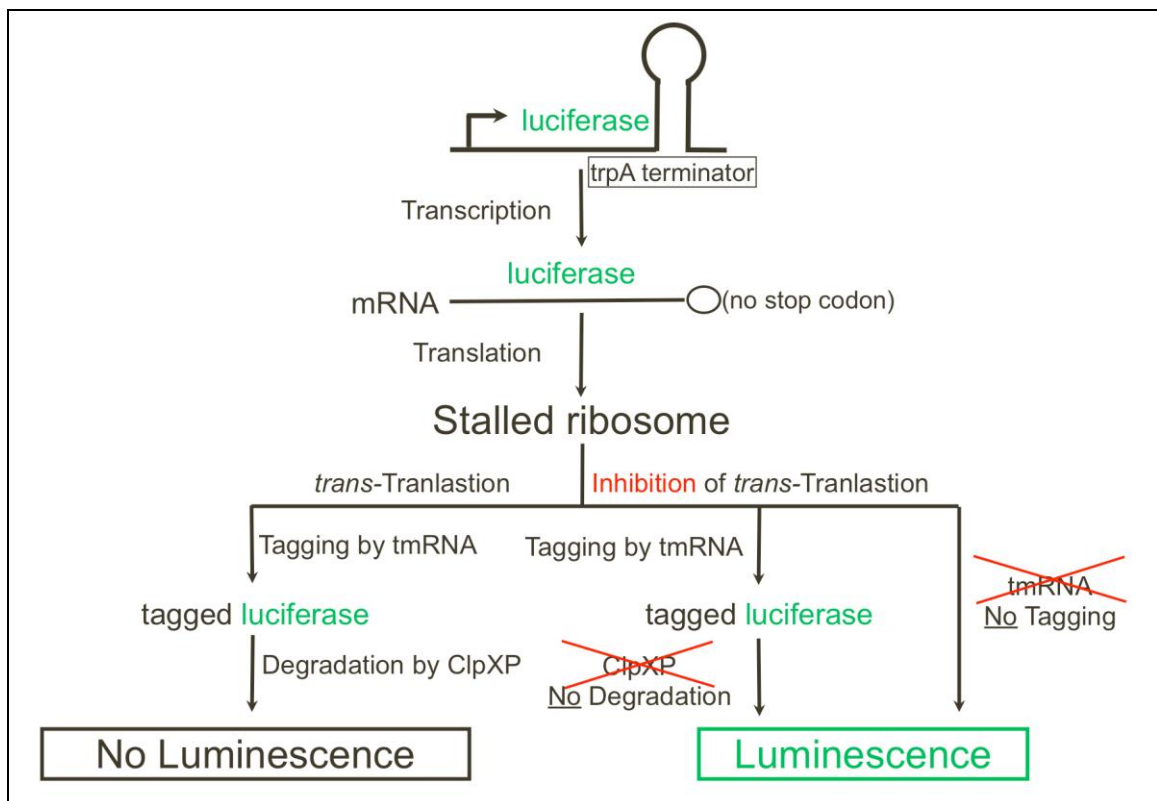 luciferase
trpA terminator
Transcription
luciferase
mRNA
(no stop codon)
Translation
Stalled ribosome
trans-Tranlastion
Inhibition of trans-Tranlastion
Tagging by tmRNA
Tagging by tmRNA
tmRNA
No Tagging
tagged luciferase
tagged luciferase
Degradation by ClpXP
ClpXP
No Degradation
No Luminescence
Luminescence